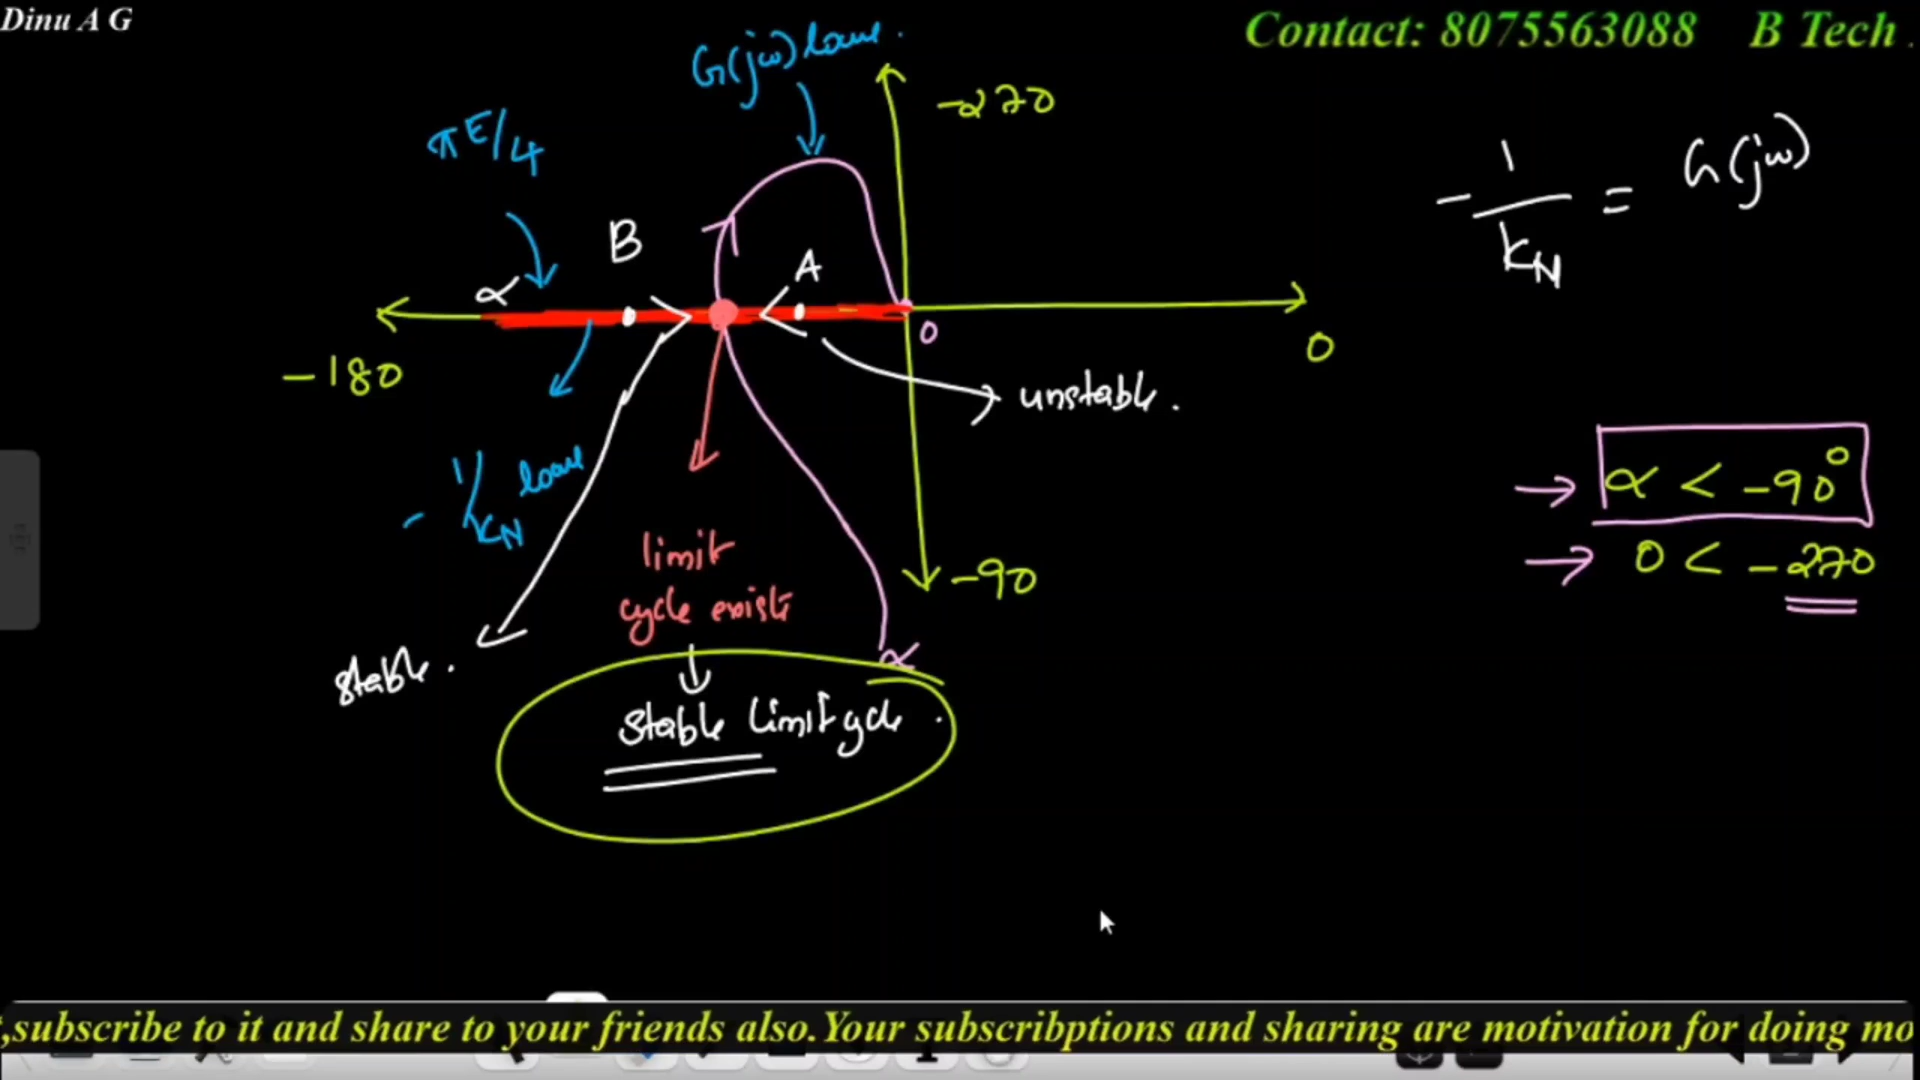 Dinu A G
Contact: 8075563088 B Tech .
G(jω) locus.
-270
πE/4
- 1/KN = G(jω)
B
A
∝
0
0
-180
unstable.
- 1/KN locus
∝ < -90°
0 < -270
limit
cycle exists
-90
∝
stable.
stable limit cycle.
,subscribe to it and share to your friends also.Your subscribptions and sharing are motivation for doing mo